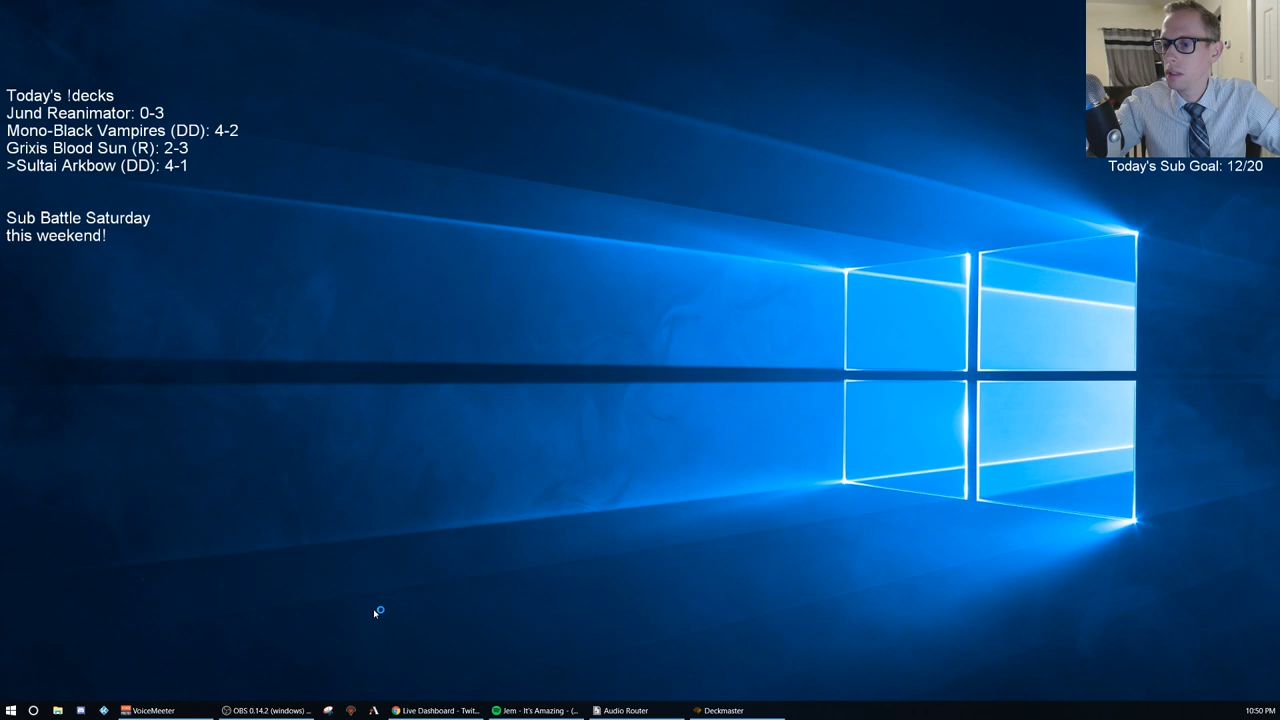 Today's !decks
Jund Reanimator: 0-3
Mono-Black Vampires (DD): 4-2
Grixis Blood Sun (R): 2-3
>Sultai Arkbow (DD): 4-1
Sub Battle Saturday
this weekend!
Today's Sub Goal: 12/20
VoiceMeeter
OBS 0.14.2 (windows) ...
Live Dashboard - Twit...
Jem - It's Amazing - (...
Audio Router
Deckmaster
10:50 PM